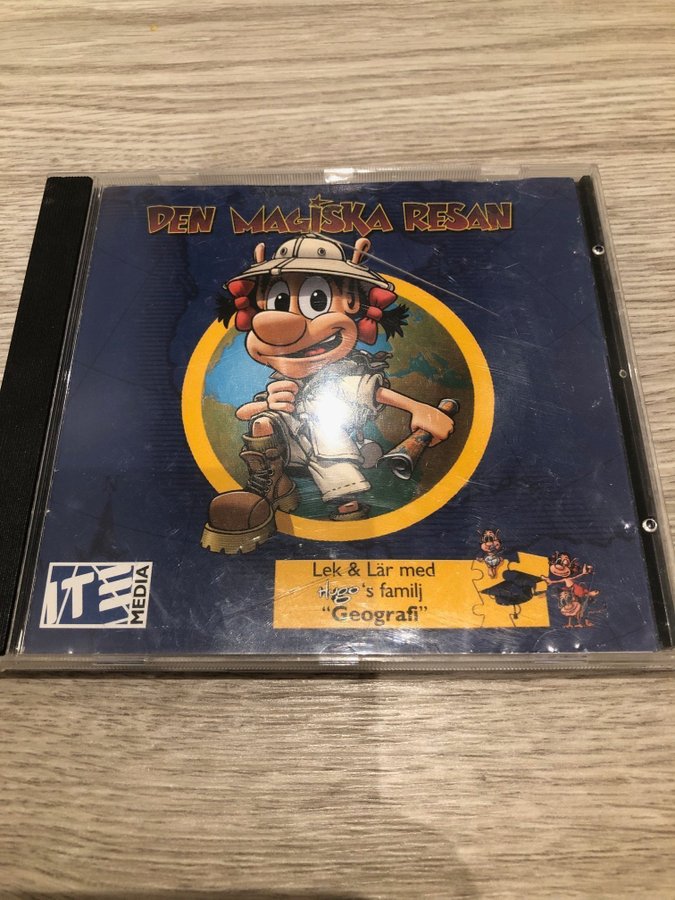 DEN MAGISKA RESAN
Lek & Lär med
Hugo's familj
"Geografi"
ITE
MEDIA